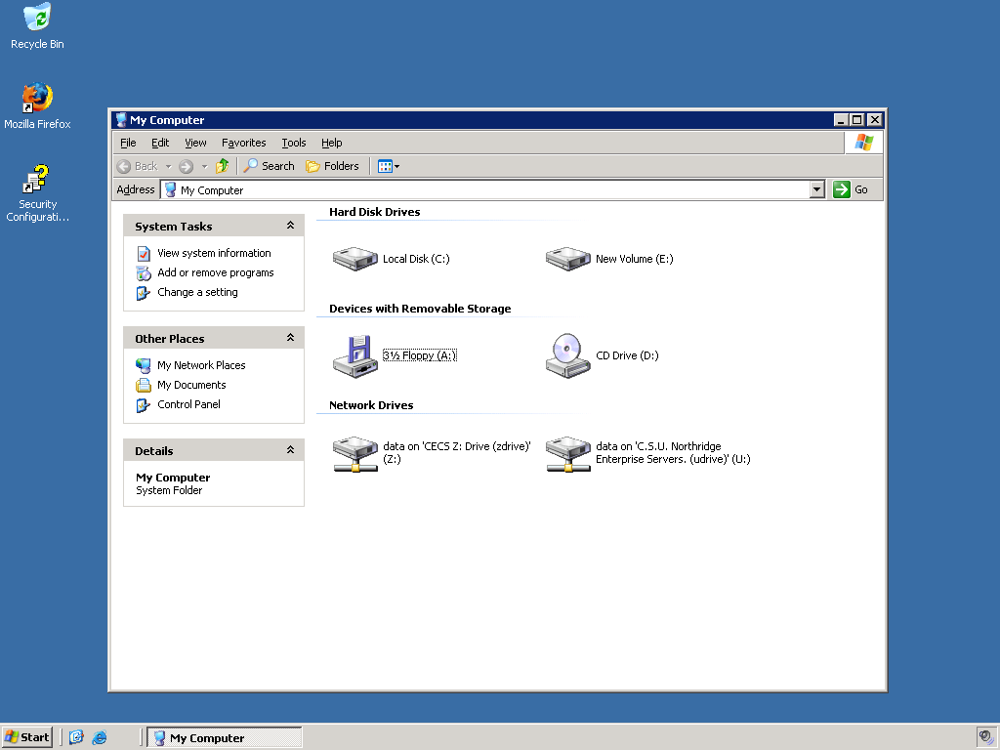 Recycle Bin
Mozilla Firefox
Security
Configurati...
My Computer
File Edit View Favorites Tools Help
Back Search Folders
Address My Computer Go
System Tasks
View system information
Add or remove programs
Change a setting
Other Places
My Network Places
My Documents
Control Panel
Details
My Computer
System Folder
Hard Disk Drives
Local Disk (C:) New Volume (E:)
Devices with Removable Storage
3½ Floppy (A:) CD Drive (D:)
Network Drives
data on 'CECS Z: Drive (zdrive)'
(Z:)
data on 'C.S.U. Northridge
Enterprise Servers. (udrive)' (U:)
Start My Computer